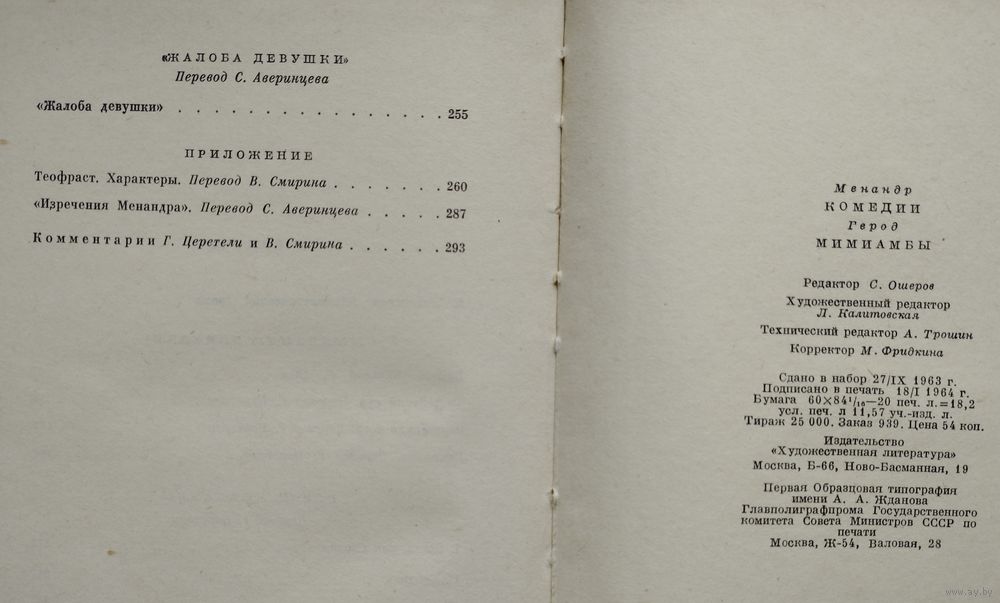 «ЖАЛОБА ДЕВУШКИ»
Перевод С. Аверинцева
«Жалоба девушки» . . . . . . . . . . . . . . . . 255
ПРИЛОЖЕНИЕ
Теофраст. Характеры. Перевод В. Смирина . . . . . . . 260
«Изречения Менандра». Перевод С. Аверинцева . . . . . 287
Комментарии Г. Церетели и В. Смирина . . . . . . 293
Менандр
КОМЕДИИ
Герод
МИМИАМБЫ
Редактор С. Ошеров
Художественный редактор
Л. Калитовская
Технический редактор А. Трошин
Корректор М. Фридкина
Сдано в набор 27/IX 1963 г.
Подписано в печать 18/I 1964 г.
Бумага 60×84¹/₁₆—20 печ. л.=18,2
усл. печ. л 11,57 уч.-изд. л.
Тираж 25 000. Заказ 939. Цена 54 коп.
Издательство
«Художественная литература»
Москва, Б-66, Ново-Басманная, 19
Первая Образцовая типография
имени А. А. Жданова
Главполиграфпрома Государственного
комитета Совета Министров СССР по
печати
Москва, Ж-54, Валовая, 28
www.ay.by